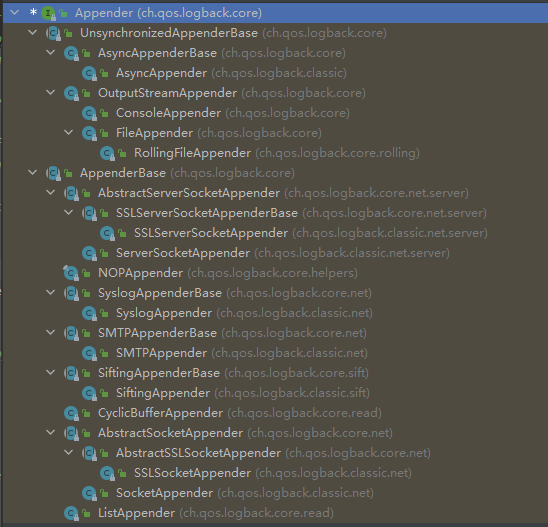 * Appender (ch.qos.logback.core)
UnsynchronizedAppenderBase (ch.qos.logback.core)
AsyncAppenderBase (ch.qos.logback.core)
AsyncAppender (ch.qos.logback.classic)
OutputStreamAppender (ch.qos.logback.core)
ConsoleAppender (ch.qos.logback.core)
FileAppender (ch.qos.logback.core)
RollingFileAppender (ch.qos.logback.core.rolling)
AppenderBase (ch.qos.logback.core)
AbstractServerSocketAppender (ch.qos.logback.core.net.server)
SSLServerSocketAppenderBase (ch.qos.logback.core.net.server)
SSLServerSocketAppender (ch.qos.logback.classic.net.server)
ServerSocketAppender (ch.qos.logback.classic.net.server)
NOPAppender (ch.qos.logback.core.helpers)
SyslogAppenderBase (ch.qos.logback.core.net)
SyslogAppender (ch.qos.logback.classic.net)
SMTPAppenderBase (ch.qos.logback.core.net)
SMTPAppender (ch.qos.logback.classic.net)
SiftingAppenderBase (ch.qos.logback.core.sift)
SiftingAppender (ch.qos.logback.classic.sift)
CyclicBufferAppender (ch.qos.logback.core.read)
AbstractSocketAppender (ch.qos.logback.core.net)
AbstractSSLSocketAppender (ch.qos.logback.core.net)
SSLSocketAppender (ch.qos.logback.classic.net)
SocketAppender (ch.qos.logback.classic.net)
ListAppender (ch.qos.logback.core.read)